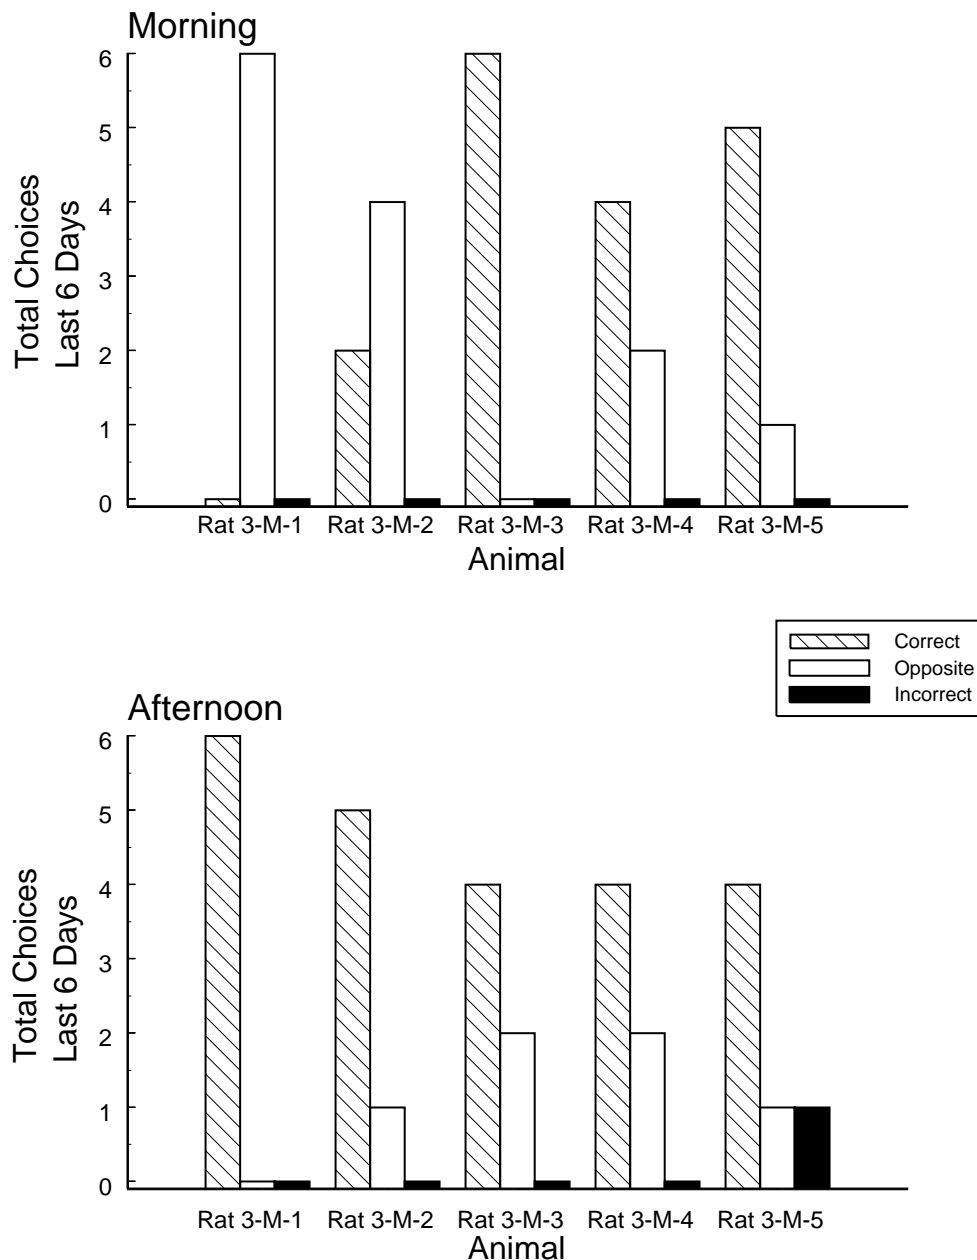 Morning
Total Choices
Last 6 Days
6
5
4
3
2
1
0
Rat 3-M-1 Rat 3-M-2 Rat 3-M-3 Rat 3-M-4 Rat 3-M-5
Animal
Correct
Opposite
Incorrect
Afternoon
Total Choices
Last 6 Days
6
5
4
3
2
1
0
Rat 3-M-1 Rat 3-M-2 Rat 3-M-3 Rat 3-M-4 Rat 3-M-5
Animal